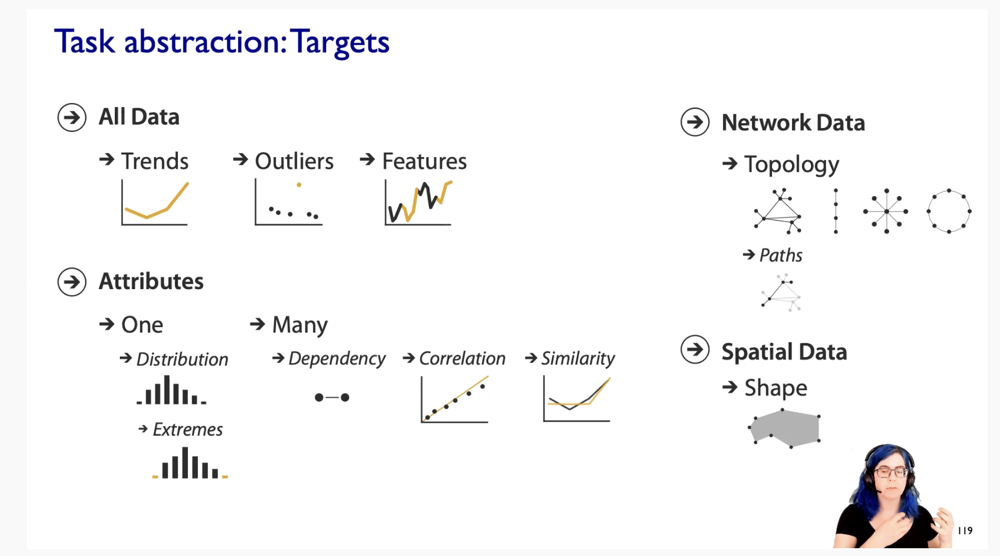 Task abstraction: Targets
All Data
Trends
Outliers
Features
Attributes
One
Many
Distribution
Dependency
Correlation
Similarity
Extremes
Network Data
Topology
Paths
Spatial Data
Shape
119